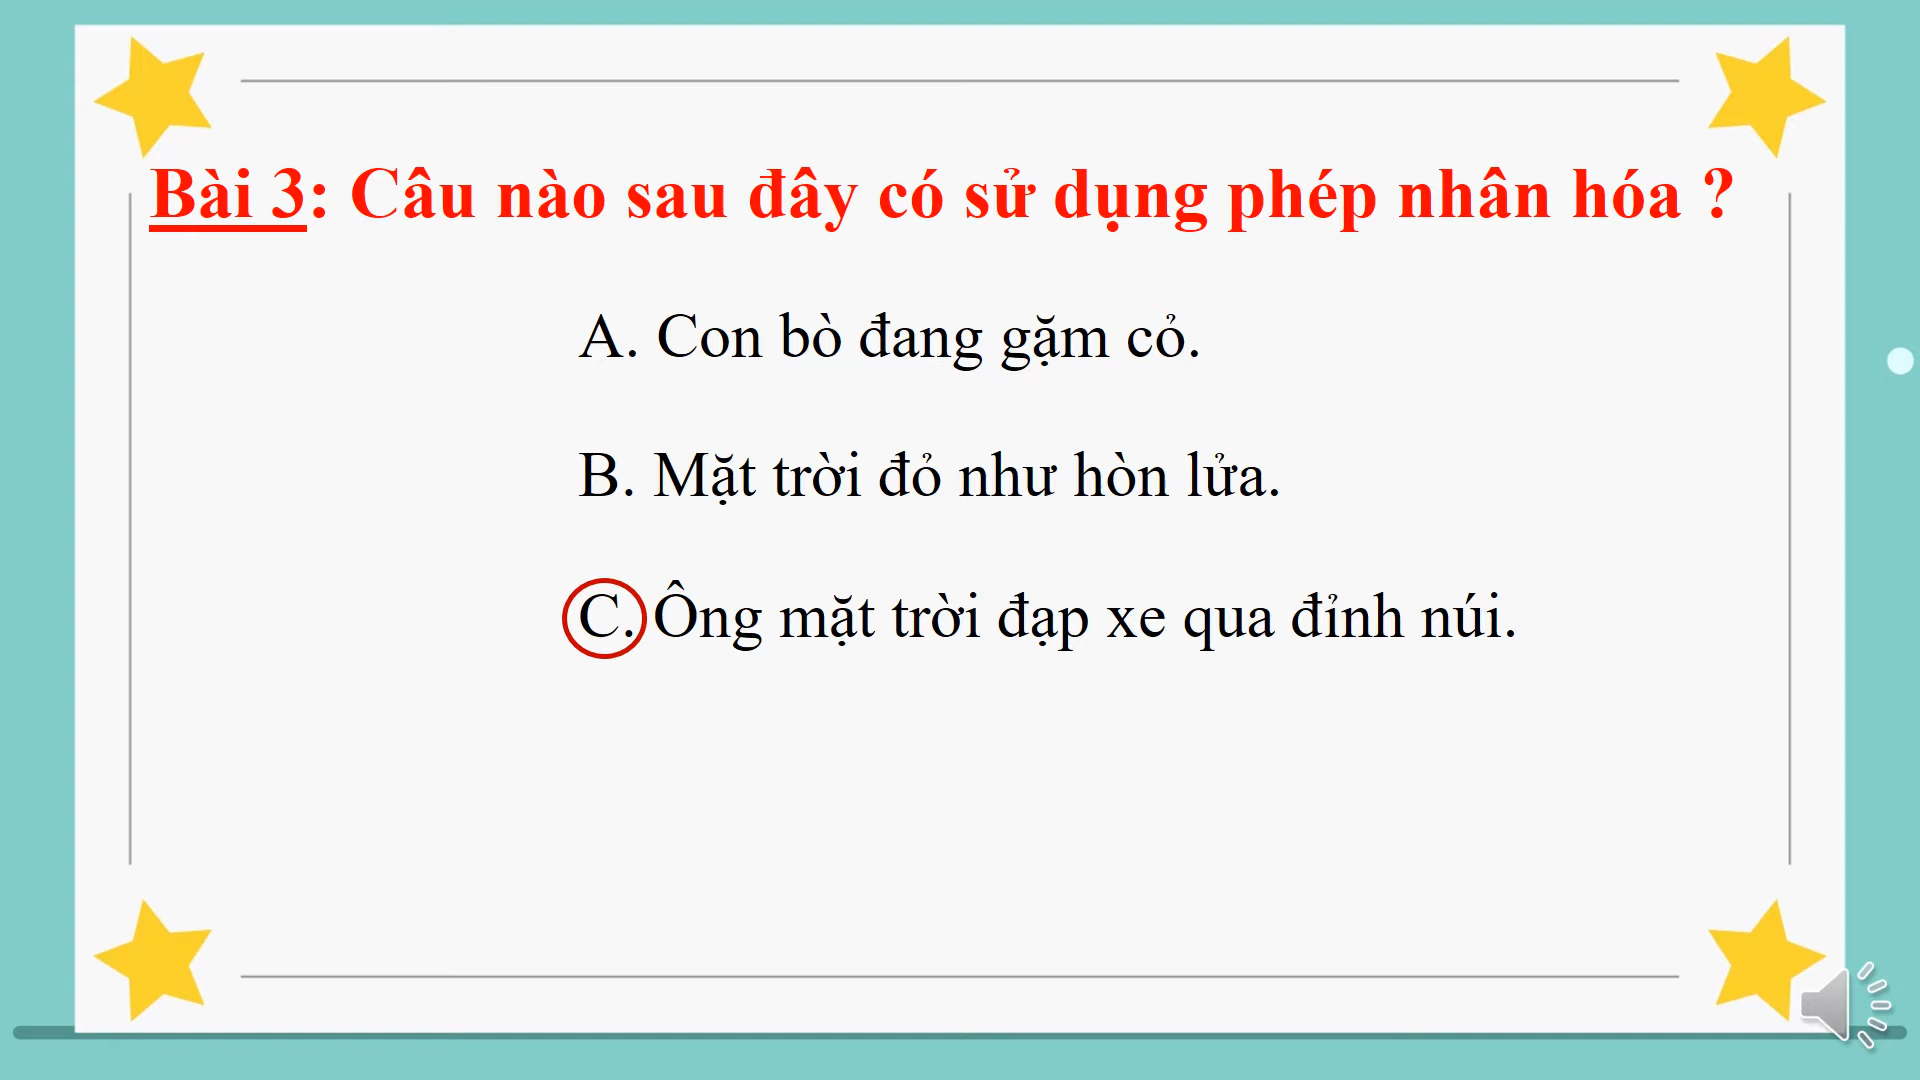 Bài 3: Câu nào sau đây có sử dụng phép nhân hóa ?
A. Con bò đang gặm cỏ.
B. Mặt trời đỏ như hòn lửa.
C. Ông mặt trời đạp xe qua đỉnh núi.